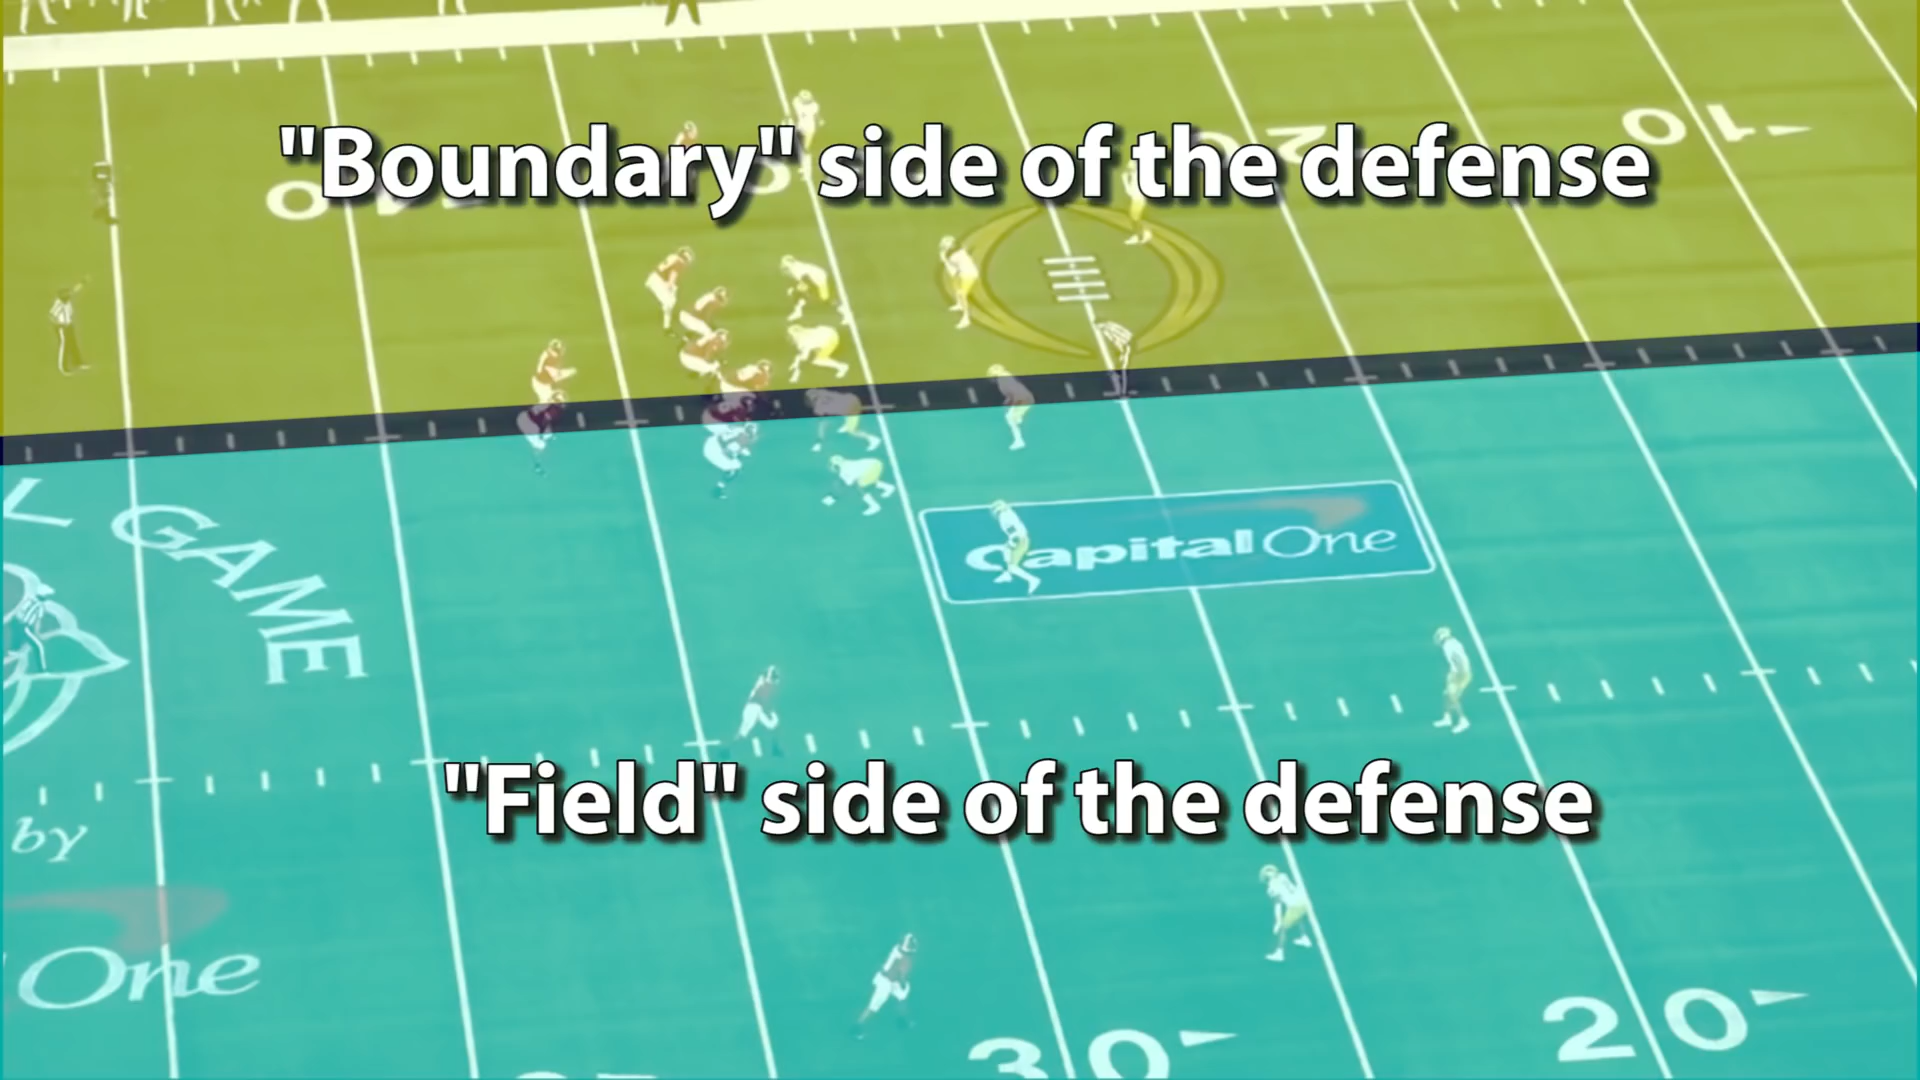 "Boundary" side of the defense
10
L GAME
Capital One
"Field" side of the defense
by
One
30
20